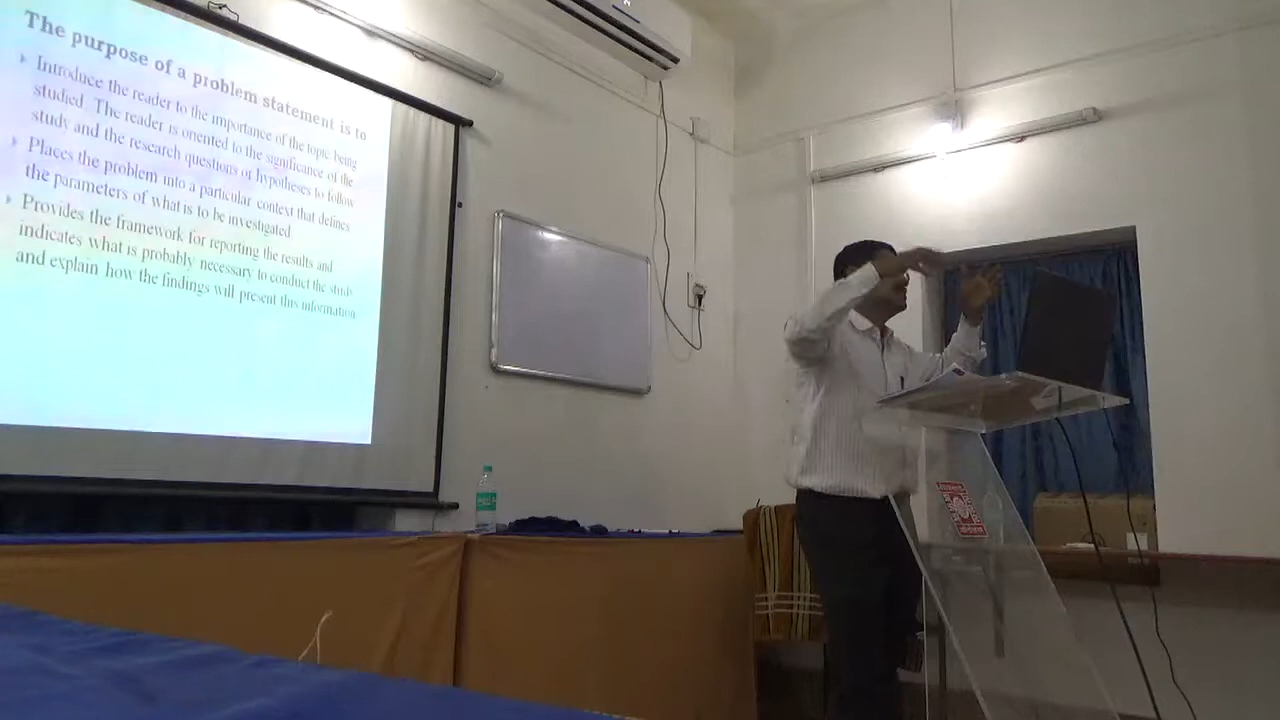 The purpose of a problem statement is to
Introduce the reader to the importance of the topic being
studied. The reader is oriented to the significance of the
study and the research questions or hypotheses to follow
Places the problem into a particular context that defines
the parameters of what is to be investigated
Provides the framework for reporting the results and
indicates what is probably necessary to conduct the study
and explain how the findings will present this information